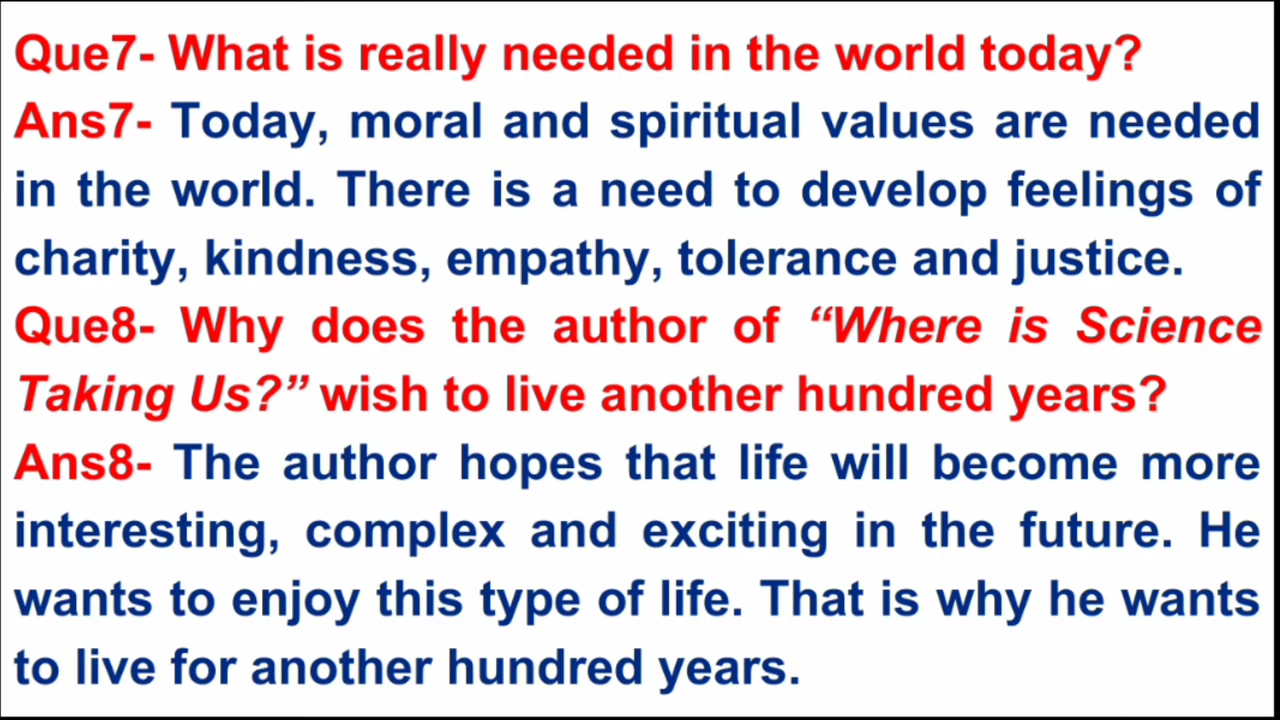 Que7- What is really needed in the world today?
Ans7- Today, moral and spiritual values are needed
in the world. There is a need to develop feelings of
charity, kindness, empathy, tolerance and justice.
Que8- Why does the author of “Where is Science
Taking Us?” wish to live another hundred years?
Ans8- The author hopes that life will become more
interesting, complex and exciting in the future. He
wants to enjoy this type of life. That is why he wants
to live for another hundred years.